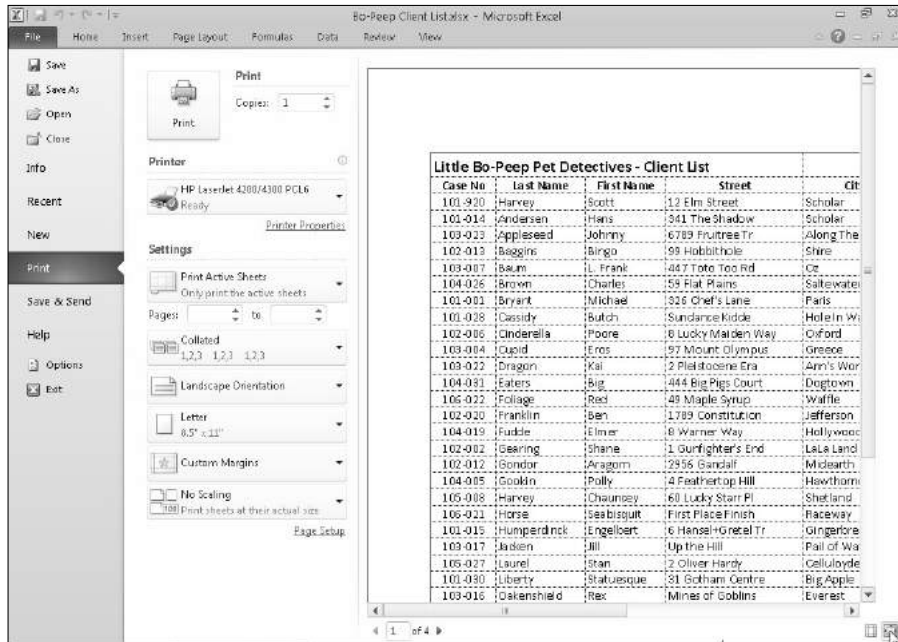 Bo-Peep Client List.xlsx - Microsoft Excel
File Home Insert Page Layout Formulas Data Review View
Save
Save As
Open
Close
Info
Recent
New
Print
Save & Send
Help
Options
Exit
Print
Print
Copies: 1
Printer
HP LaserJet 4200/4300 PCL6
Ready
Printer Properties
Settings
Print Active Sheets
Only print the active sheets
Pages: to
Collated
1,2,3 1,2,3 1,2,3
Landscape Orientation
Letter
8.5" x 11"
Custom Margins
No Scaling
100 Print sheets at their actual size
Page Setup
Little Bo-Peep Pet Detectives - Client List
Case No Last Name First Name Street Cit
101-920 Harvey Scott 12 Elm Street Scholar
101-014 Andersen Hans 341 The Shadow Scholar
103-023 Appleseed Johnny 6789 Fruitree Tr Along The
102-013 Baggins Bingo 99 Hobbithole Shire
103-007 Baum L. Frank 447 Toto Too Rd Oz
104-026 Brown Charles 59 Flat Plains Saltewater
101-001 Bryant Michael 326 Chef's Lane Paris
101-028 Cassidy Butch Sundance Kidde Hole In Wa
102-006 Cinderella Poore 8 Lucky Maiden Way Oxford
103-004 Cupid Eros 97 Mount Olympus Greece
103-022 Dragon Kai 2 Pleistocene Era Ann's Wor
104-031 Eaters Big 444 Big Pigs Court Dogtown
106-022 Foliage Red 49 Maple Syrup Waffle
102-020 Franklin Ben 1789 Constitution Jefferson
104-019 Fudde Elmer 8 Warner Way Hollywood
102-002 Gearing Shane 1 Gunfighter's End LaLa Land
102-012 Gondor Aragorn 2956 Gandalf Midearth
104-005 Gookin Polly 4 Feathertop Hill Hawthorn
105-008 Harvey Chauncey 60 Lucky Starr Pl Shetland
106-021 Horse Seabisquit First Place Finish Raceway
101-015 Humperdinck Engelbert 6 Hansel+Gretel Tr Gingerbre
103-017 Jacken Jill Up the Hill Pail of Wa
105-027 Laurel Stan 2 Oliver Hardy Celluloyde
101-030 Liberty Statuesque 31 Gotham Centre Big Apple
103-016 Oakenshield Rex Mines of Goblins Everest
1 of 4